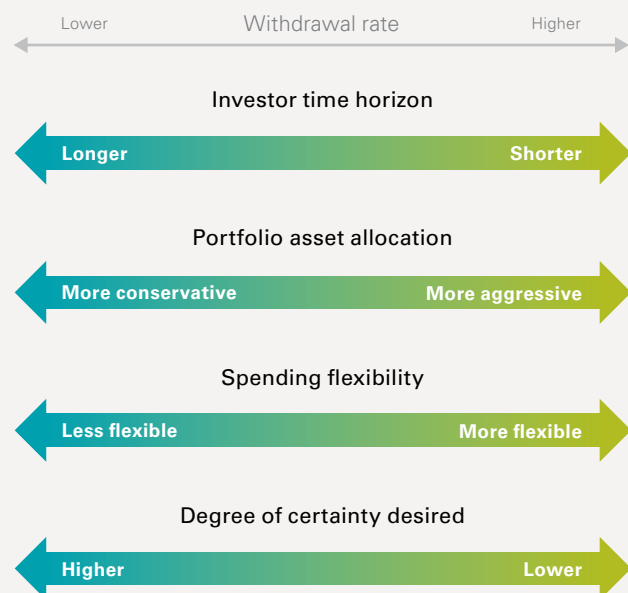 Lower Withdrawal rate Higher
Investor time horizon
Longer Shorter
Portfolio asset allocation
More conservative More aggressive
Spending flexibility
Less flexible More flexible
Degree of certainty desired
Higher Lower